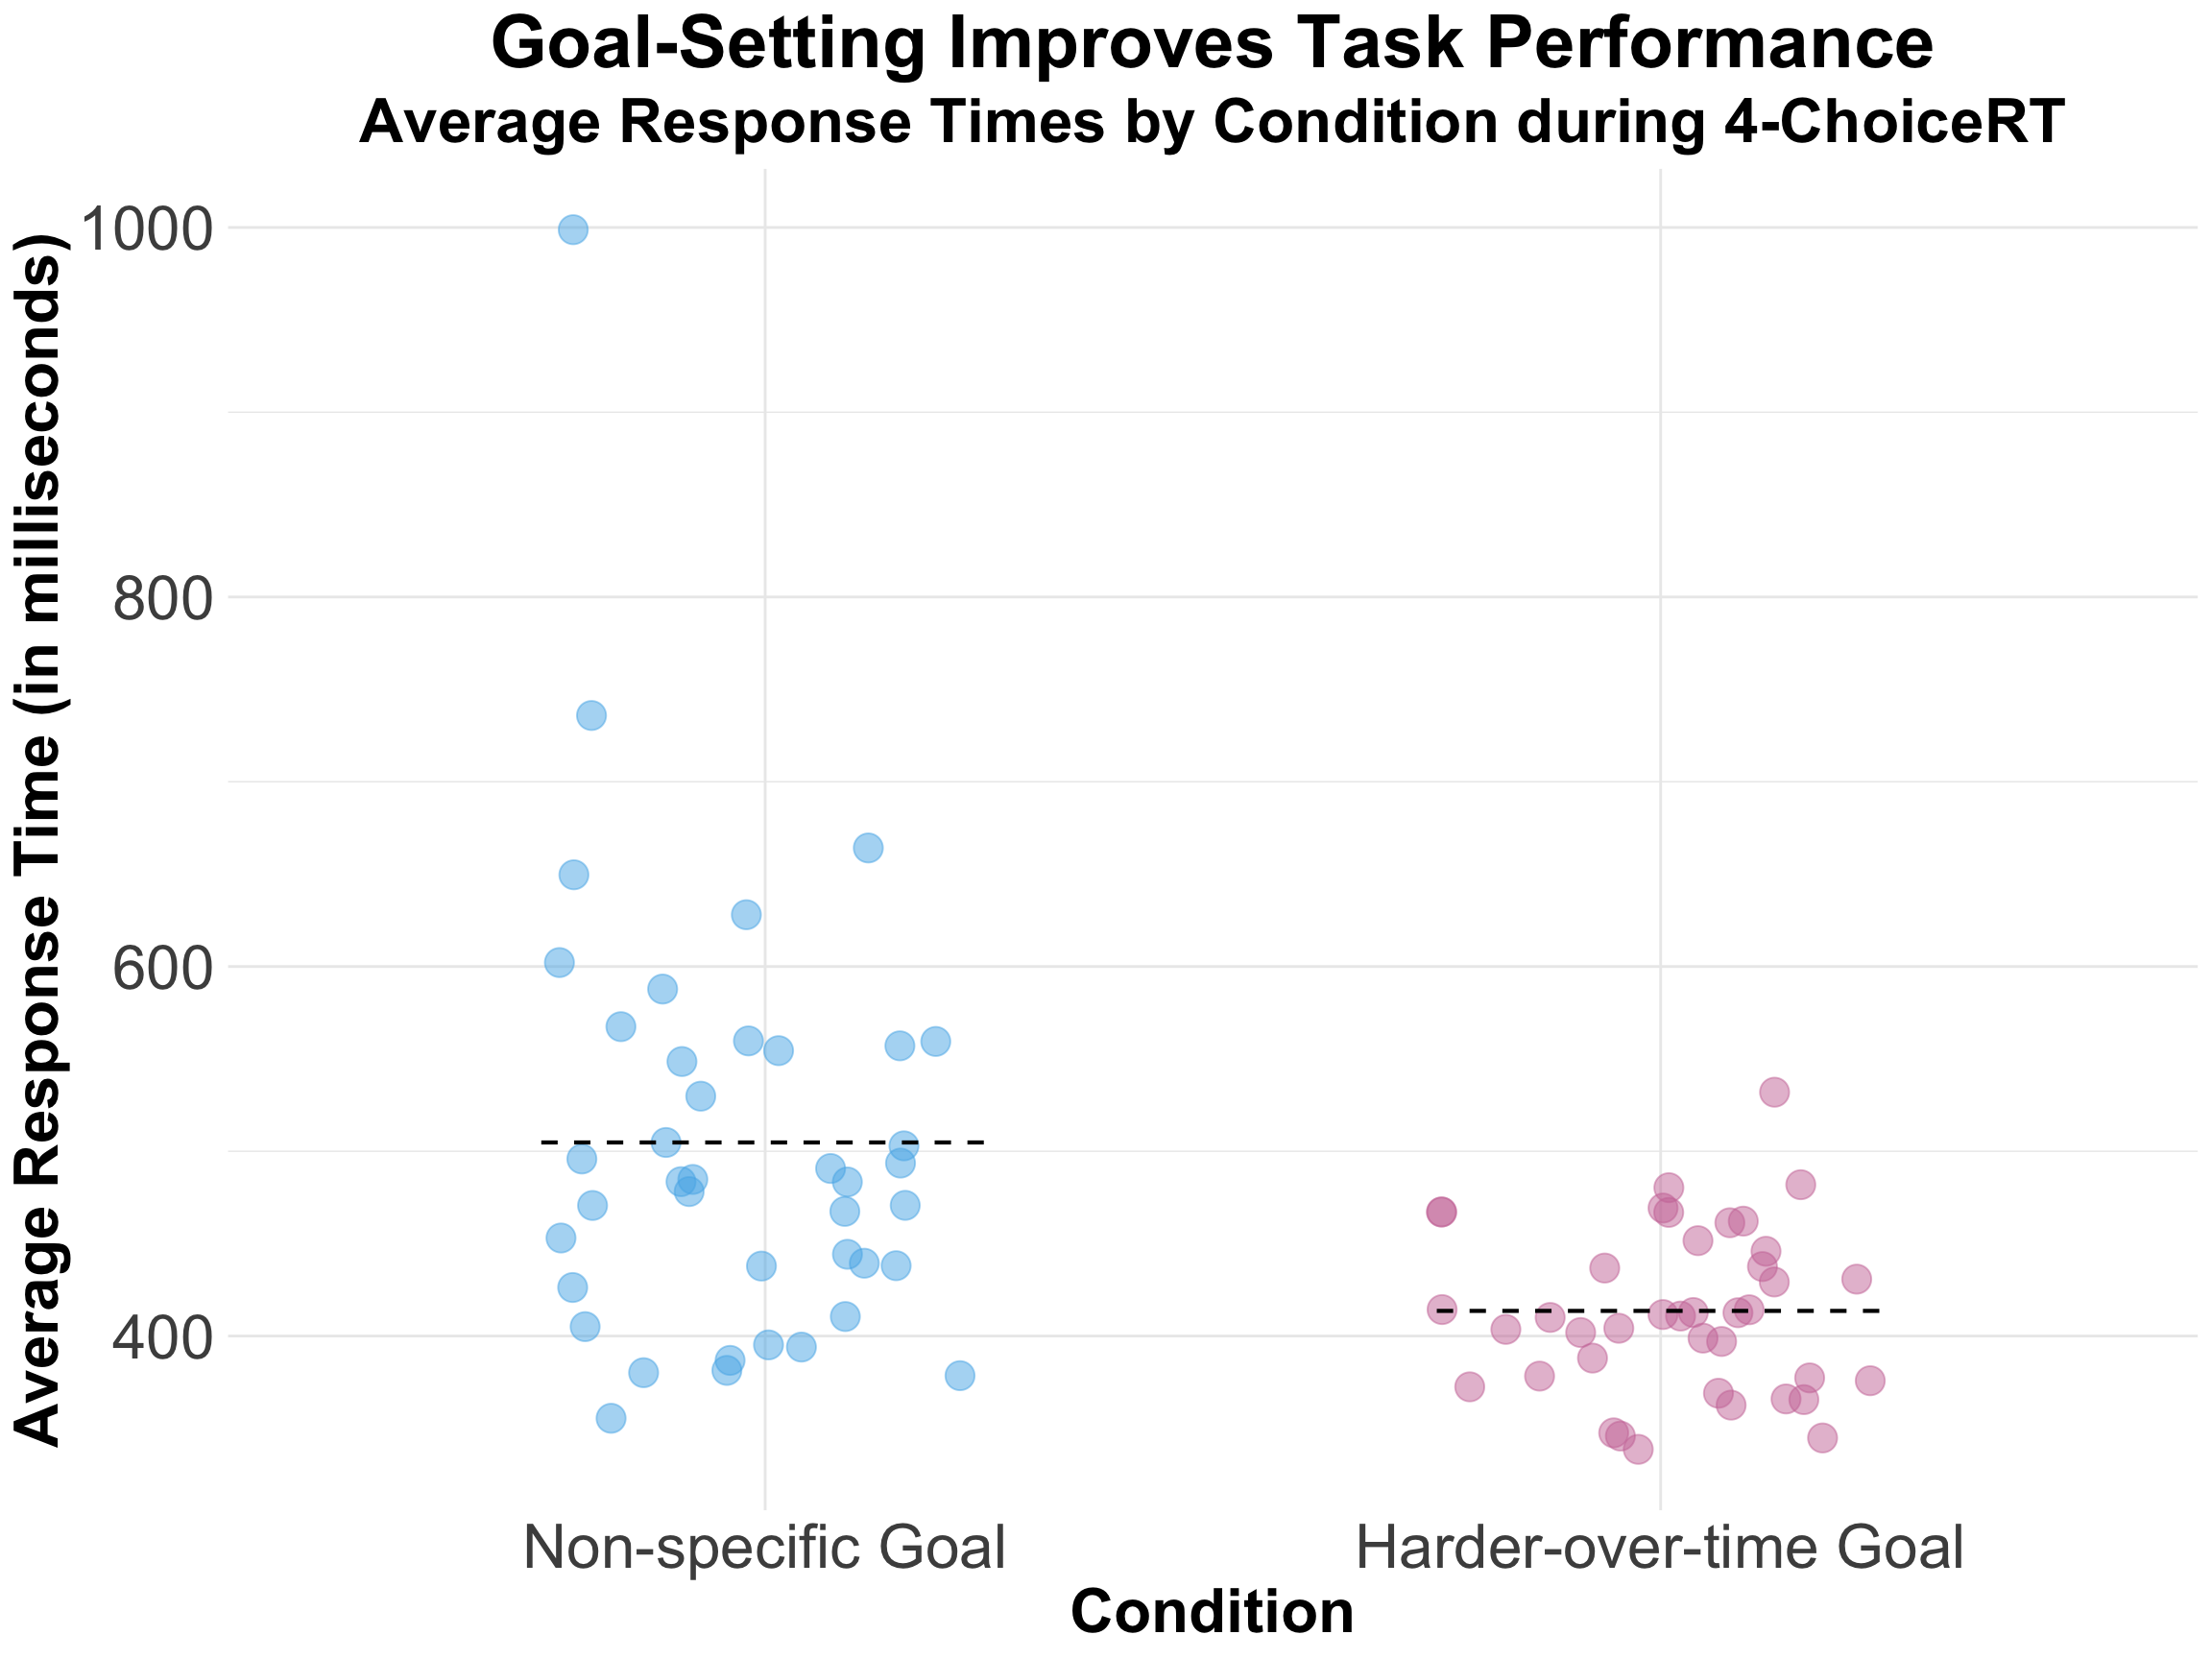 Goal-Setting Improves Task Performance
Average Response Times by Condition during 4-ChoiceRT
Average Response Time (in milliseconds)
1000
800
600
400
Non-specific Goal
Harder-over-time Goal
Condition